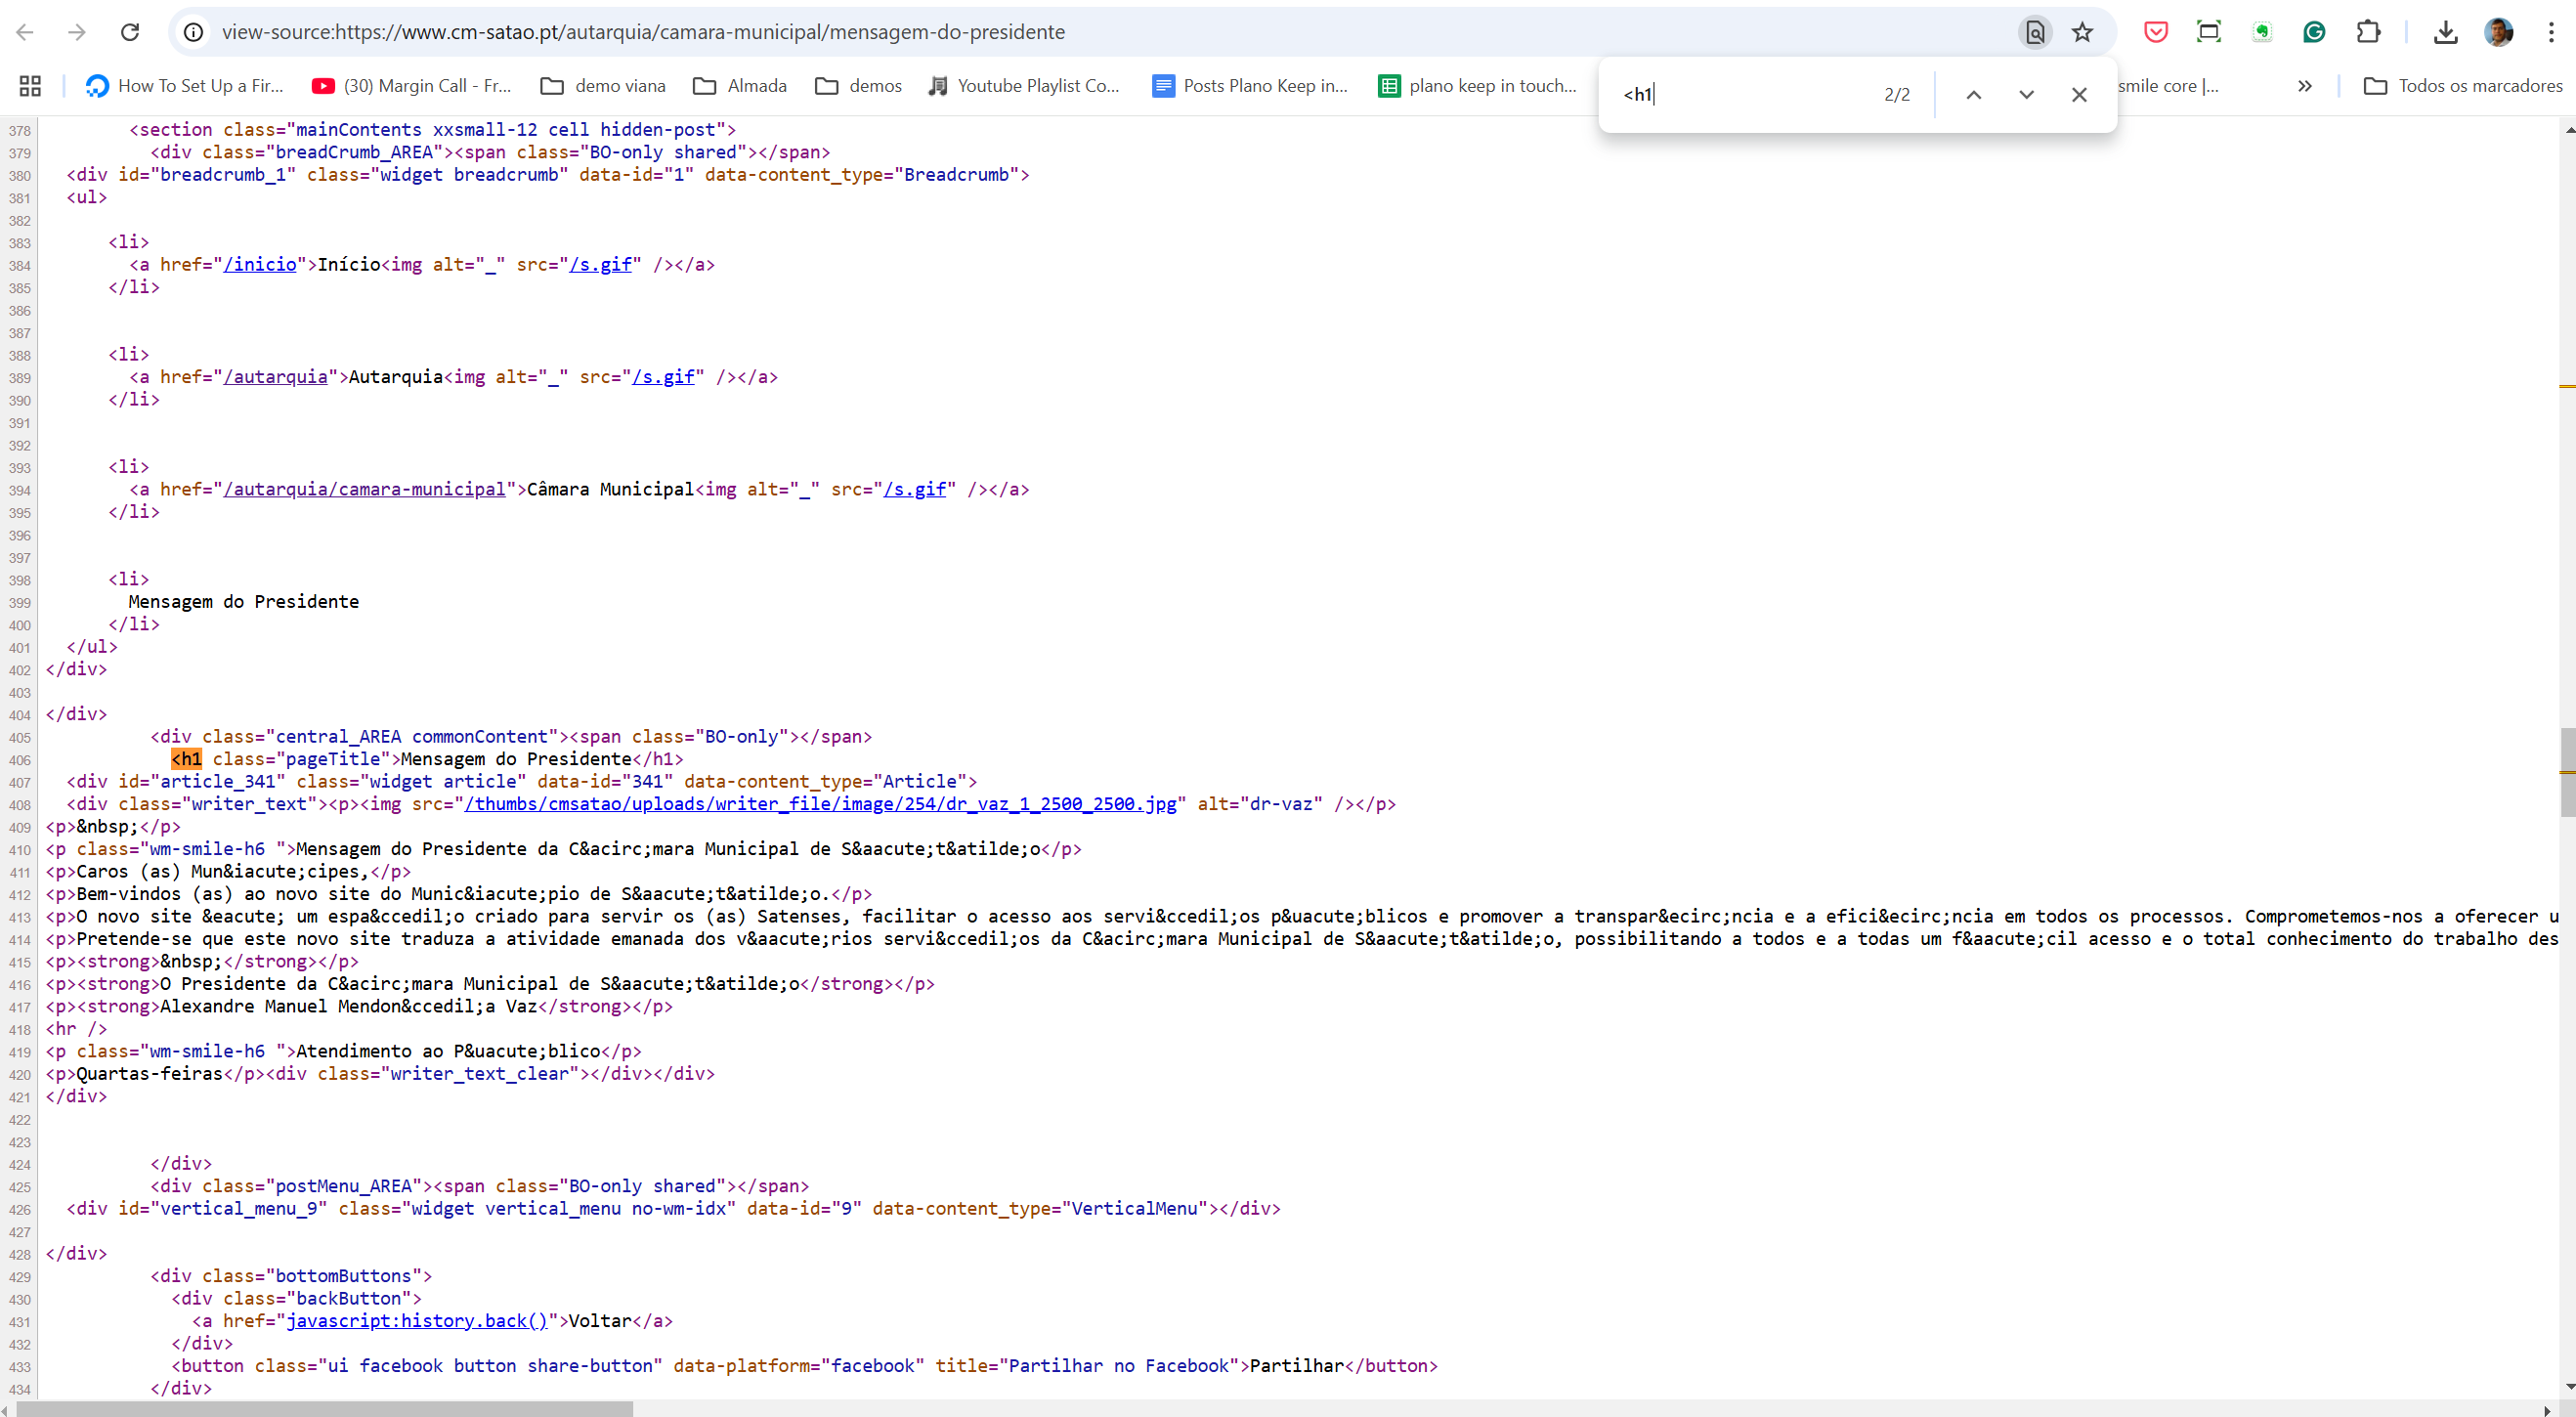 view-source:https://www.cm-satao.pt/autarquia/camara-municipal/mensagem-do-presidente
How To Set Up a Fir... (30) Margin Call - Fr... demo viana Almada demos Youtube Playlist Co... Posts Plano Keep in... plano keep in touch... smile core |... » Todos os marcadores
<h1 2/2
378 <section class="mainContents xxsmall-12 cell hidden-post">
379 <div class="breadCrumb_AREA"><span class="BO-only shared"></span>
380 <div id="breadcrumb_1" class="widget breadcrumb" data-id="1" data-content_type="Breadcrumb">
381 <ul>
382
383 <li>
384 <a href="/inicio">Início<img alt="_" src="/s.gif" /></a>
385 </li>
386
387
388 <li>
389 <a href="/autarquia">Autarquia<img alt="_" src="/s.gif" /></a>
390 </li>
391
392
393 <li>
394 <a href="/autarquia/camara-municipal">Câmara Municipal<img alt="_" src="/s.gif" /></a>
395 </li>
396
397
398 <li>
399 Mensagem do Presidente
400 </li>
401 </ul>
402 </div>
403
404 </div>
405 <div class="central_AREA commonContent"><span class="BO-only"></span>
406 <h1 class="pageTitle">Mensagem do Presidente</h1>
407 <div id="article_341" class="widget article" data-id="341" data-content_type="Article">
408 <div class="writer_text"><p><img src="/thumbs/cmsatao/uploads/writer_file/image/254/dr_vaz_1_2500_2500.jpg" alt="dr-vaz" /></p>
409 <p>&nbsp;</p>
410 <p class="wm-smile-h6 ">Mensagem do Presidente da C&acirc;mara Municipal de S&aacute;t&atilde;o</p>
411 <p>Caros (as) Mun&iacute;cipes,</p>
412 <p>Bem-vindos (as) ao novo site do Munic&iacute;pio de S&aacute;t&atilde;o.</p>
413 <p>O novo site &eacute; um espa&ccedil;o criado para servir os (as) Satenses, facilitar o acesso aos servi&ccedil;os p&uacute;blicos e promover a transpar&ecirc;ncia e a efici&ecirc;ncia em todos os processos. Comprometemos-nos a oferecer u
414 <p>Pretende-se que este novo site traduza a atividade emanada dos v&aacute;rios servi&ccedil;os da C&acirc;mara Municipal de S&aacute;t&atilde;o, possibilitando a todos e a todas um f&aacute;cil acesso e o total conhecimento do trabalho des
415 <p><strong>&nbsp;</strong></p>
416 <p><strong>O Presidente da C&acirc;mara Municipal de S&aacute;t&atilde;o</strong></p>
417 <p><strong>Alexandre Manuel Mendon&ccedil;a Vaz</strong></p>
418 <hr />
419 <p class="wm-smile-h6 ">Atendimento ao P&uacute;blico</p>
420 <p>Quartas-feiras</p><div class="writer_text_clear"></div></div>
421 </div>
422
423
424 </div>
425 <div class="postMenu_AREA"><span class="BO-only shared"></span>
426 <div id="vertical_menu_9" class="widget vertical_menu no-wm-idx" data-id="9" data-content_type="VerticalMenu"></div>
427
428 </div>
429 <div class="bottomButtons">
430 <div class="backButton">
431 <a href="javascript:history.back()">Voltar</a>
432 </div>
433 <button class="ui facebook button share-button" data-platform="facebook" title="Partilhar no Facebook">Partilhar</button>
434 </div>